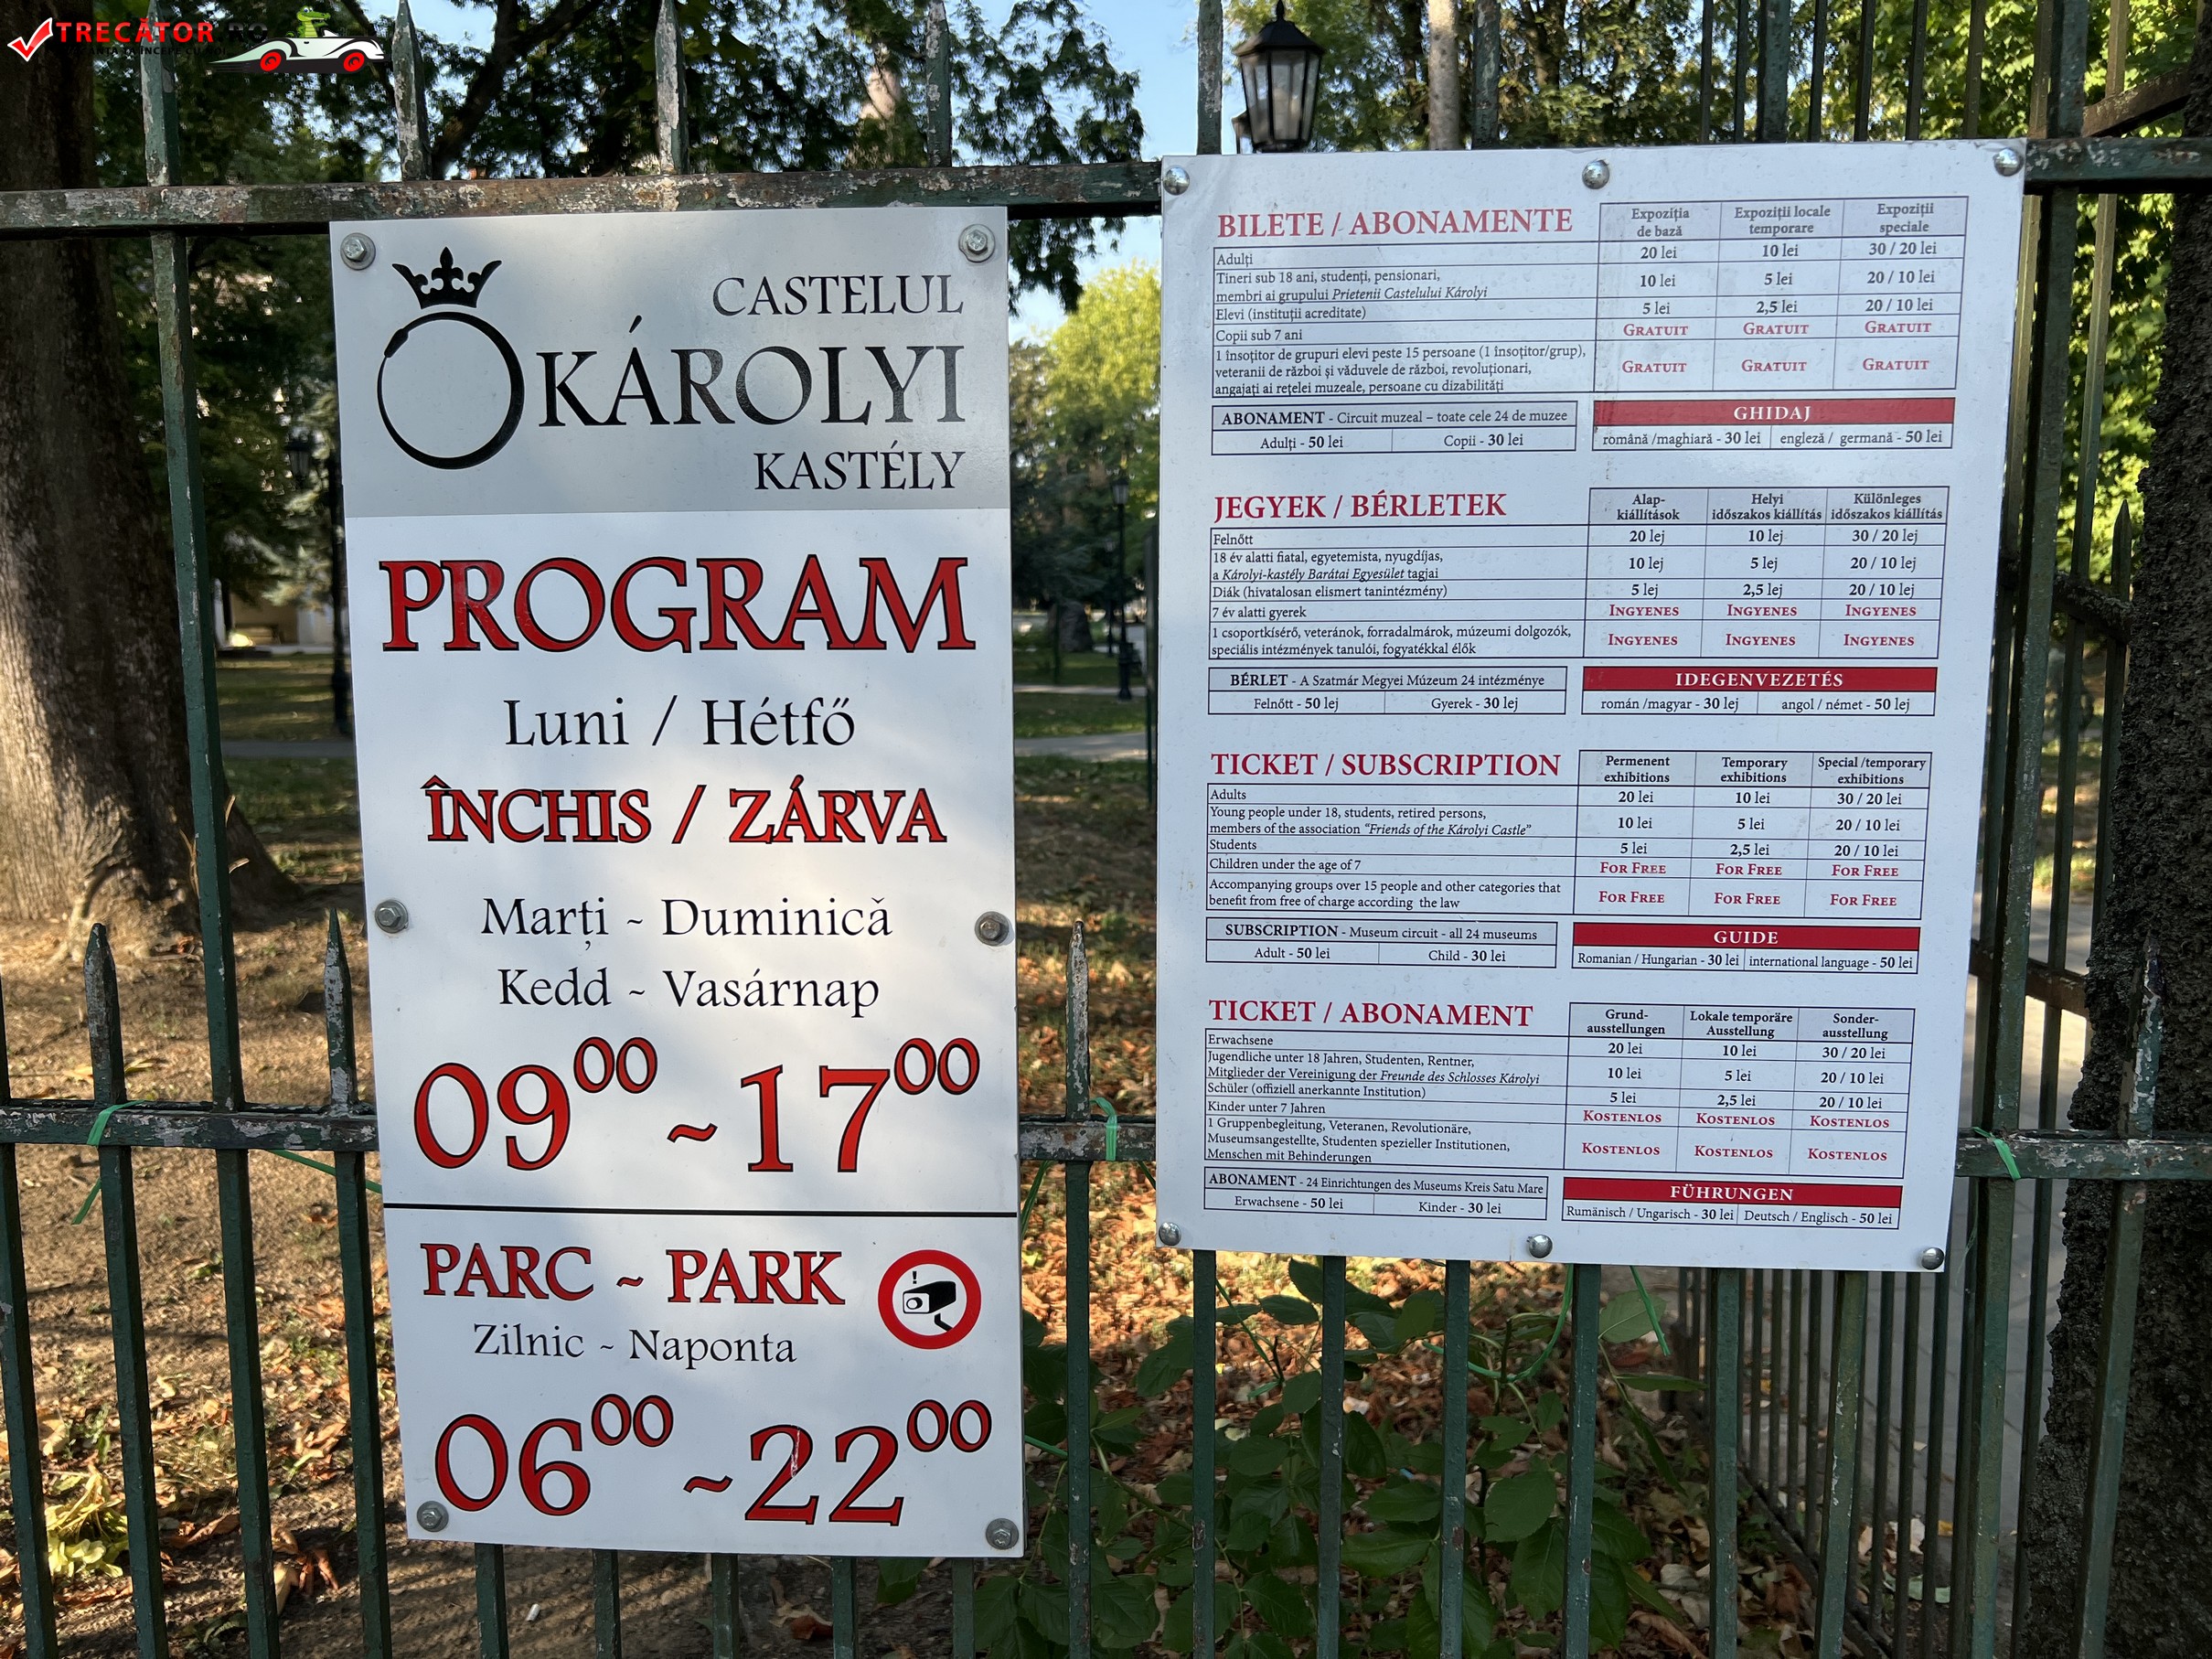 TRECĂTOR.RO
CASTELUL
KÁROLYI
KASTÉLY
PROGRAM
Luni / Hétfő
ÎNCHIS / ZÁRVA
Marți ~ Duminică
Kedd ~ Vasárnap
09⁰⁰ ~ 17⁰⁰
PARC ~ PARK
Zilnic ~ Naponta
06⁰⁰ ~ 22⁰⁰
BILETE / ABONAMENTE
Expoziția de bază | Expoziții locale temporare | Expoziții speciale
Adulți 20 lei 10 lei 30 / 20 lei
Tineri sub 18 ani, studenți, pensionari,
membri ai grupului Prietenii Castelului Károlyi 10 lei 5 lei 20 / 10 lei
Elevi (instituții acreditate) 5 lei 2,5 lei 20 / 10 lei
Copii sub 7 ani GRATUIT GRATUIT GRATUIT
1 însoțitor de grupuri elevi peste 15 persoane (1 însoțitor/grup),
veteranii de război și văduvele de război, revoluționari, GRATUIT GRATUIT GRATUIT
angajați ai rețelei muzeale, persoane cu dizabilități
ABONAMENT - Circuit muzeal – toate cele 24 de muzee
Adulți - 50 lei Copii - 30 lei
GHIDAJ
română /maghiară - 30 lei engleză / germană - 50 lei
JEGYEK / BÉRLETEK
Alap-kiállítások | Helyi időszakos kiállítás | Különleges időszakos kiállítás
Felnőtt 20 lej 10 lej 30 / 20 lej
18 év alatti fiatal, egyetemista, nyugdíjas,
a Károlyi-kastély Barátai Egyesület tagjai 10 lej 5 lej 20 / 10 lej
Diák (hivatalosan elismert tanintézmény) 5 lej 2,5 lej 20 / 10 lej
7 év alatti gyerek INGYENES INGYENES INGYENES
1 csoportkísérő, veteránok, forradalmárok, múzeumi dolgozók,
speciális intézmények tanulói, fogyatékkal élők INGYENES INGYENES INGYENES
BÉRLET - A Szatmár Megyei Múzeum 24 intézménye
Felnőtt - 50 lej Gyerek - 30 lej
IDEGENVEZETÉS
román /magyar - 30 lej angol / német - 50 lej
TICKET / SUBSCRIPTION
Permenent exhibitions | Temporary exhibitions | Special /temporary exhibitions
Adults 20 lei 10 lei 30 / 20 lei
Young people under 18, students, retired persons,
members of the association “Friends of the Károlyi Castle” 10 lei 5 lei 20 / 10 lei
Students 5 lei 2,5 lei 20 / 10 lei
Children under the age of 7 FOR FREE FOR FREE FOR FREE
Accompanying groups over 15 people and other categories that
benefit from free of charge according the law FOR FREE FOR FREE FOR FREE
SUBSCRIPTION - Museum circuit - all 24 museums
Adult - 50 lei Child - 30 lei
GUIDE
Romanian / Hungarian - 30 lei international language - 50 lei
TICKET / ABONAMENT
Grund-ausstellungen | Lokale temporäre Ausstellung | Sonder-ausstellung
Erwachsene 20 lei 10 lei 30 / 20 lei
Jugendliche unter 18 Jahren, Studenten, Rentner,
Mitglieder der Vereinigung der Freunde des Schlosses Károlyi 10 lei 5 lei 20 / 10 lei
Schüler (offiziell anerkannte Institution) 5 lei 2,5 lei 20 / 10 lei
Kinder unter 7 Jahren KOSTENLOS KOSTENLOS KOSTENLOS
1 Gruppenbegleitung, Veteranen, Revolutionäre,
Museumsangestellte, Studenten spezieller Institutionen, KOSTENLOS KOSTENLOS KOSTENLOS
Menschen mit Behinderungen
ABONAMENT - 24 Einrichtungen des Museums Kreis Satu Mare
Erwachsene - 50 lei Kinder - 30 lei
FÜHRUNGEN
Rumänisch / Ungarisch - 30 lei Deutsch / Englisch - 50 lei